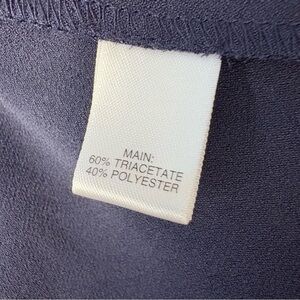 MAIN:
60% TRIACETATE
40% POLYESTER